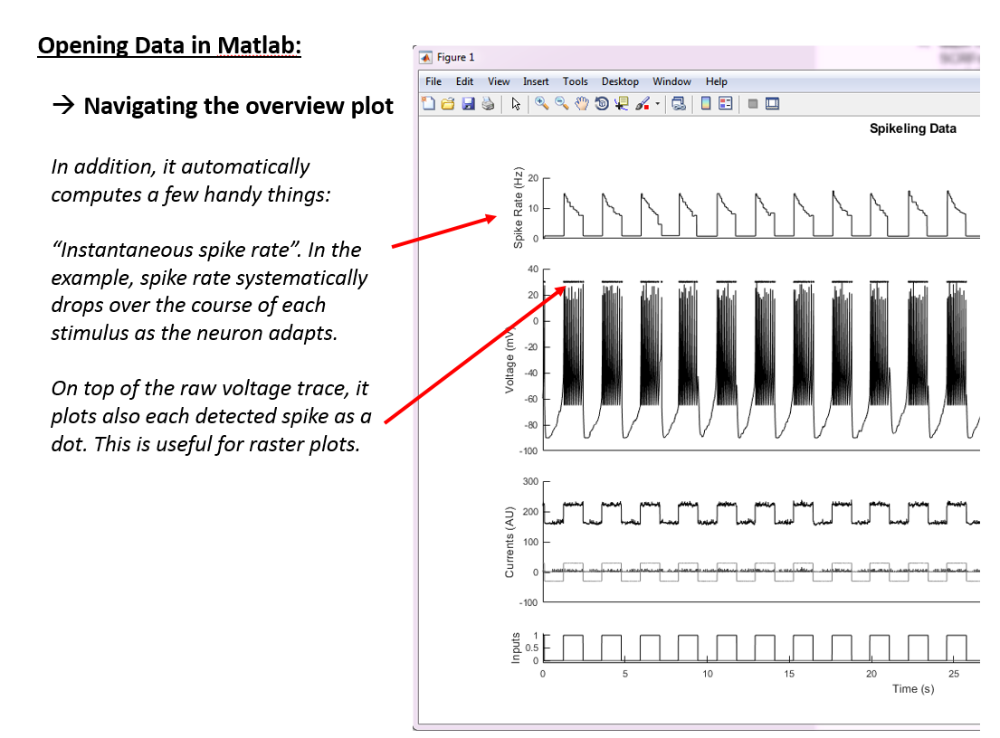 Opening Data in Matlab:
→ Navigating the overview plot
In addition, it automatically
computes a few handy things:
“Instantaneous spike rate”. In the
example, spike rate systematically
drops over the course of each
stimulus as the neuron adapts.
On top of the raw voltage trace, it
plots also each detected spike as a
dot. This is useful for raster plots.
Figure 1
File Edit View Insert Tools Desktop Window Help
Spikeling Data
Spike Rate (Hz)
20
10
0
Voltage (mV)
40
20
0
-20
-40
-60
-80
-100
Currents (AU)
300
200
100
0
-100
Inputs
1
0.5
0
0 5 10 15 20 25
Time (s)